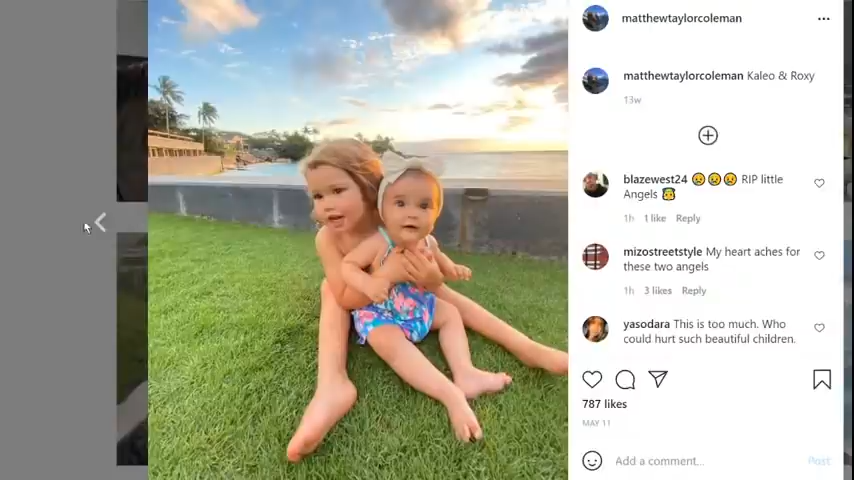 matthewtaylorcoleman
matthewtaylorcoleman Kaleo & Roxy
13w
blazewest24 😢😢😢 RIP little
Angels 😇
1h 1 like Reply
mizostreetstyle My heart aches for
these two angels
1h 3 likes Reply
yasodara This is too much. Who
could hurt such beautiful children.
787 likes
MAY 11
Add a comment...
Post